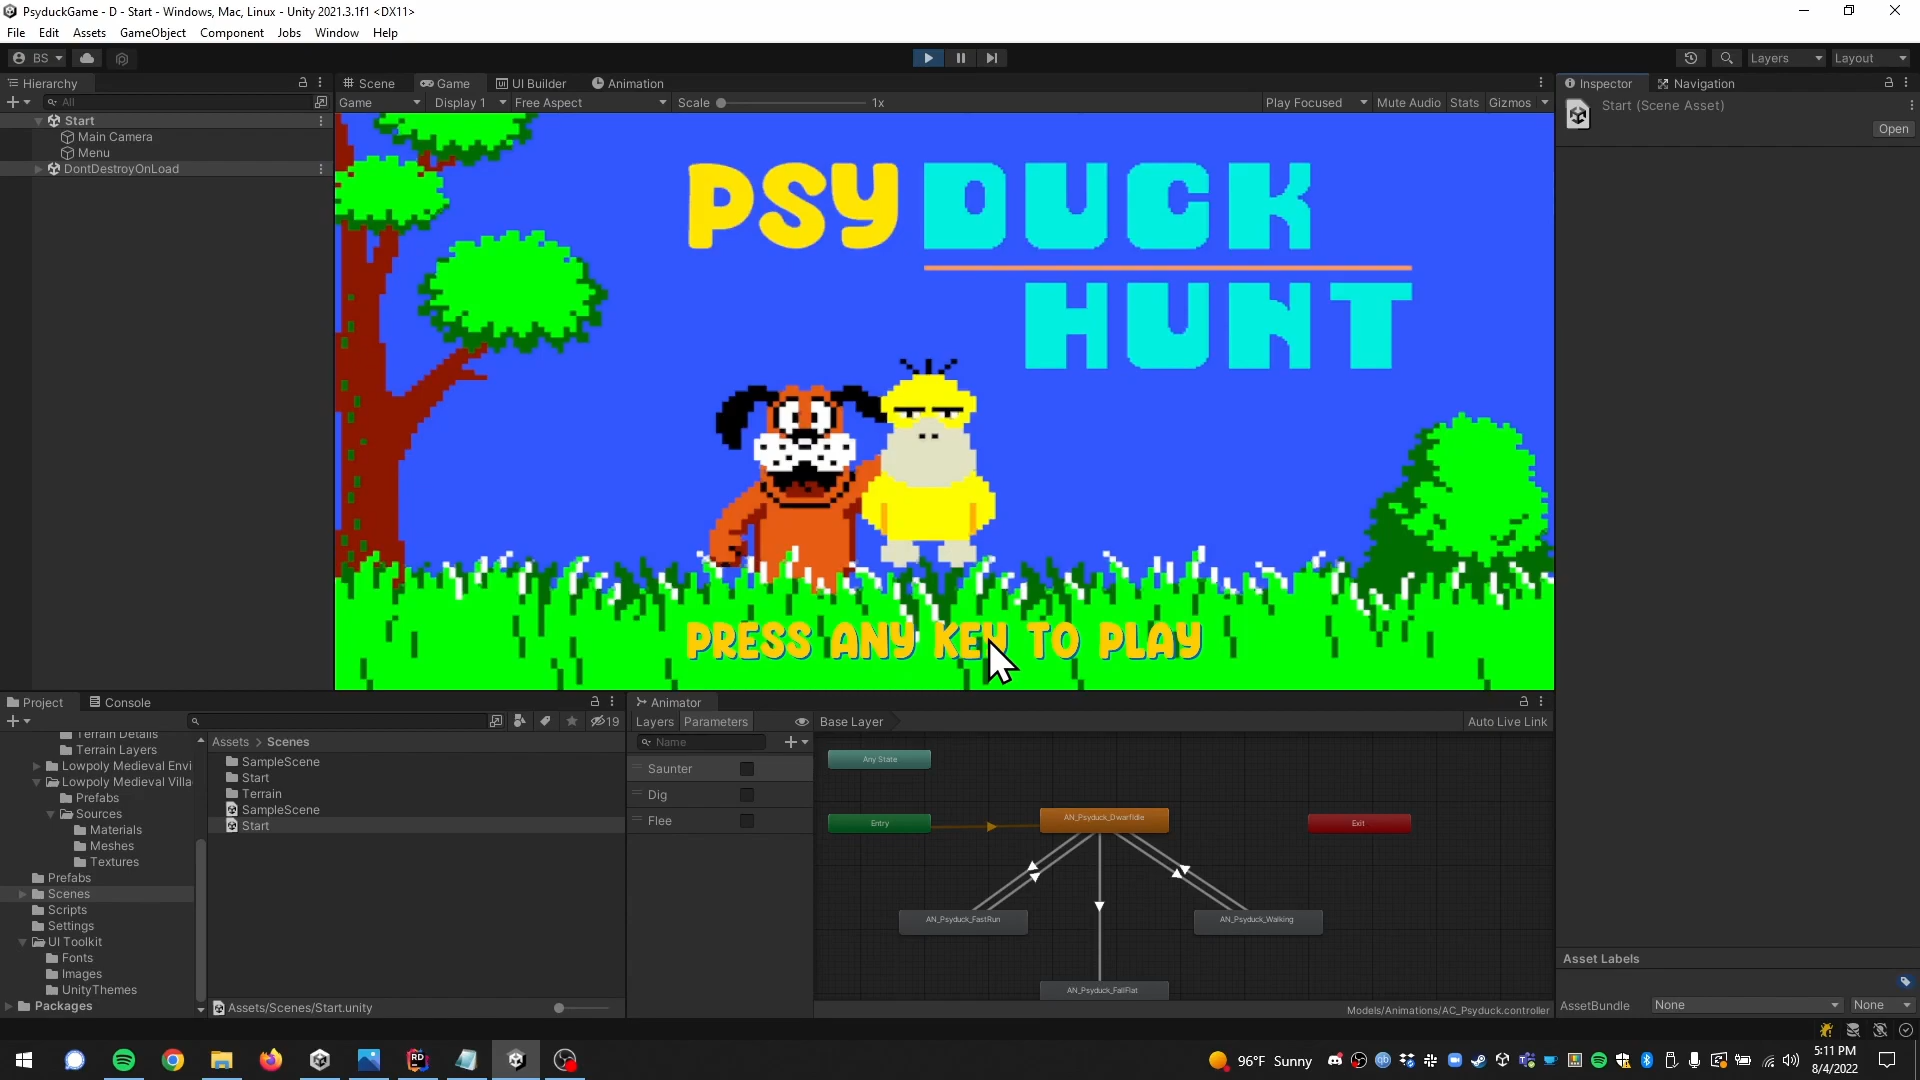 PsyduckGame - D - Start - Windows, Mac, Linux - Unity 2021.3.1f1 <DX11>
File Edit Assets GameObject Component Jobs Window Help
BS Layers Layout
Hierarchy Scene Game UI Builder Animation Inspector Navigation
All Game Display 1 Free Aspect Scale 1x Play Focused Mute Audio Stats Gizmos Start (Scene Asset)
Start
Open
Main Camera
Menu
DontDestroyOnLoad
PSY DUCK
HUNT
PRESS ANY KEY TO PLAY
Project Console Animator
19 Layers Parameters Base Layer Auto Live Link
Terrain Details
Assets > Scenes
Name
Terrain Layers
Lowpoly Medieval Envi
Lowpoly Medieval Villa
Prefabs
Sources
Materials
Meshes
Textures
Prefabs
Scenes
Scripts
Settings
UI Toolkit
Fonts
Images
UnityThemes
Packages
SampleScene
Start
Terrain
SampleScene
Start
Assets/Scenes/Start.unity
Saunter
Dig
Flee
Any State
Entry
AN_Psyduck_DwarfIdle
Exit
AN_Psyduck_FastRun
AN_Psyduck_Walking
AN_Psyduck_FallFlat
Models/Animations/AC_Psyduck.controller
Asset Labels
AssetBundle None None
96°F Sunny
5:11 PM
8/4/2022